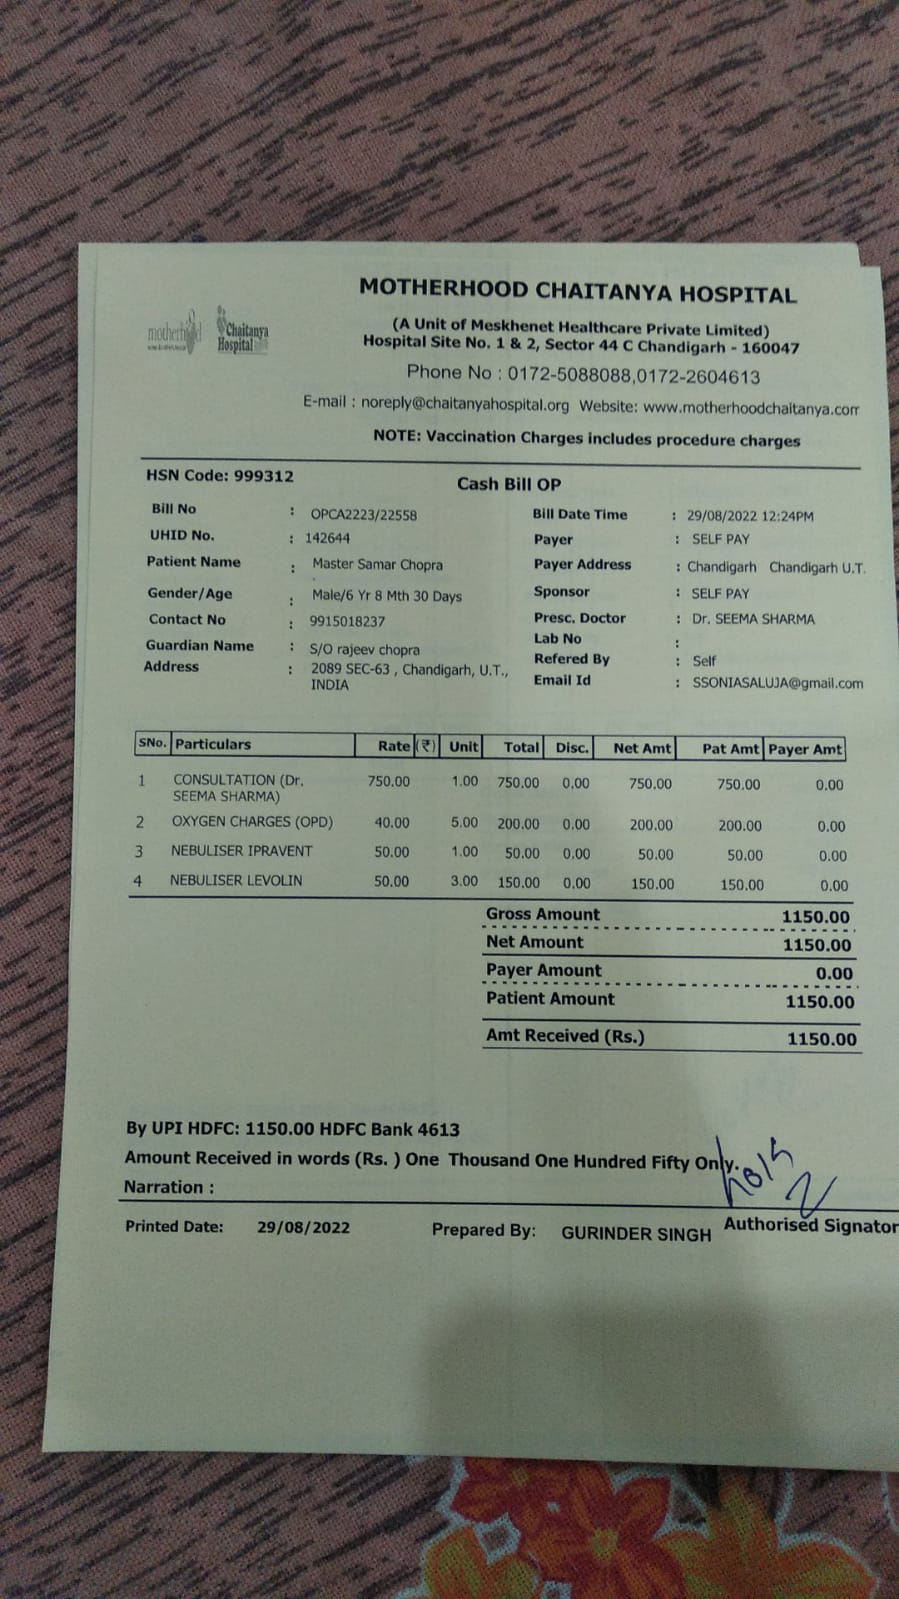 MOTHERHOOD CHAITANYA HOSPITAL
motherhood Chaitanya Hospital
(A Unit of Meskhenet Healthcare Private Limited)
Hospital Site No. 1 & 2, Sector 44 C Chandigarh - 160047
Phone No : 0172-5088088,0172-2604613
E-mail : noreply@chaitanyahospital.org Website: www.motherhoodchaitanya.com
NOTE: Vaccination Charges includes procedure charges
HSN Code: 999312 Cash Bill OP
Bill No : OPCA2223/22558 Bill Date Time : 29/08/2022 12:24PM
UHID No. : 142644 Payer : SELF PAY
Patient Name : Master Samar Chopra Payer Address : Chandigarh Chandigarh U.T.
Gender/Age : Male/6 Yr 8 Mth 30 Days Sponsor : SELF PAY
Contact No : 9915018237 Presc. Doctor : Dr. SEEMA SHARMA
Lab No :
Guardian Name : S/O rajeev chopra Refered By : Self
Address : 2089 SEC-63 , Chandigarh, U.T., Email Id : SSONIASALUJA@gmail.com
INDIA
SNo. Particulars Rate (₹) Unit Total Disc. Net Amt Pat Amt Payer Amt
1 CONSULTATION (Dr. 750.00 1.00 750.00 0.00 750.00 750.00 0.00
SEEMA SHARMA)
2 OXYGEN CHARGES (OPD) 40.00 5.00 200.00 0.00 200.00 200.00 0.00
3 NEBULISER IPRAVENT 50.00 1.00 50.00 0.00 50.00 50.00 0.00
4 NEBULISER LEVOLIN 50.00 3.00 150.00 0.00 150.00 150.00 0.00
Gross Amount 1150.00
Net Amount 1150.00
Payer Amount 0.00
Patient Amount 1150.00
Amt Received (Rs.) 1150.00
By UPI HDFC: 1150.00 HDFC Bank 4613
Amount Received in words (Rs. ) One Thousand One Hundred Fifty Only.
Narration :
Printed Date: 29/08/2022 Prepared By: GURINDER SINGH Authorised Signator